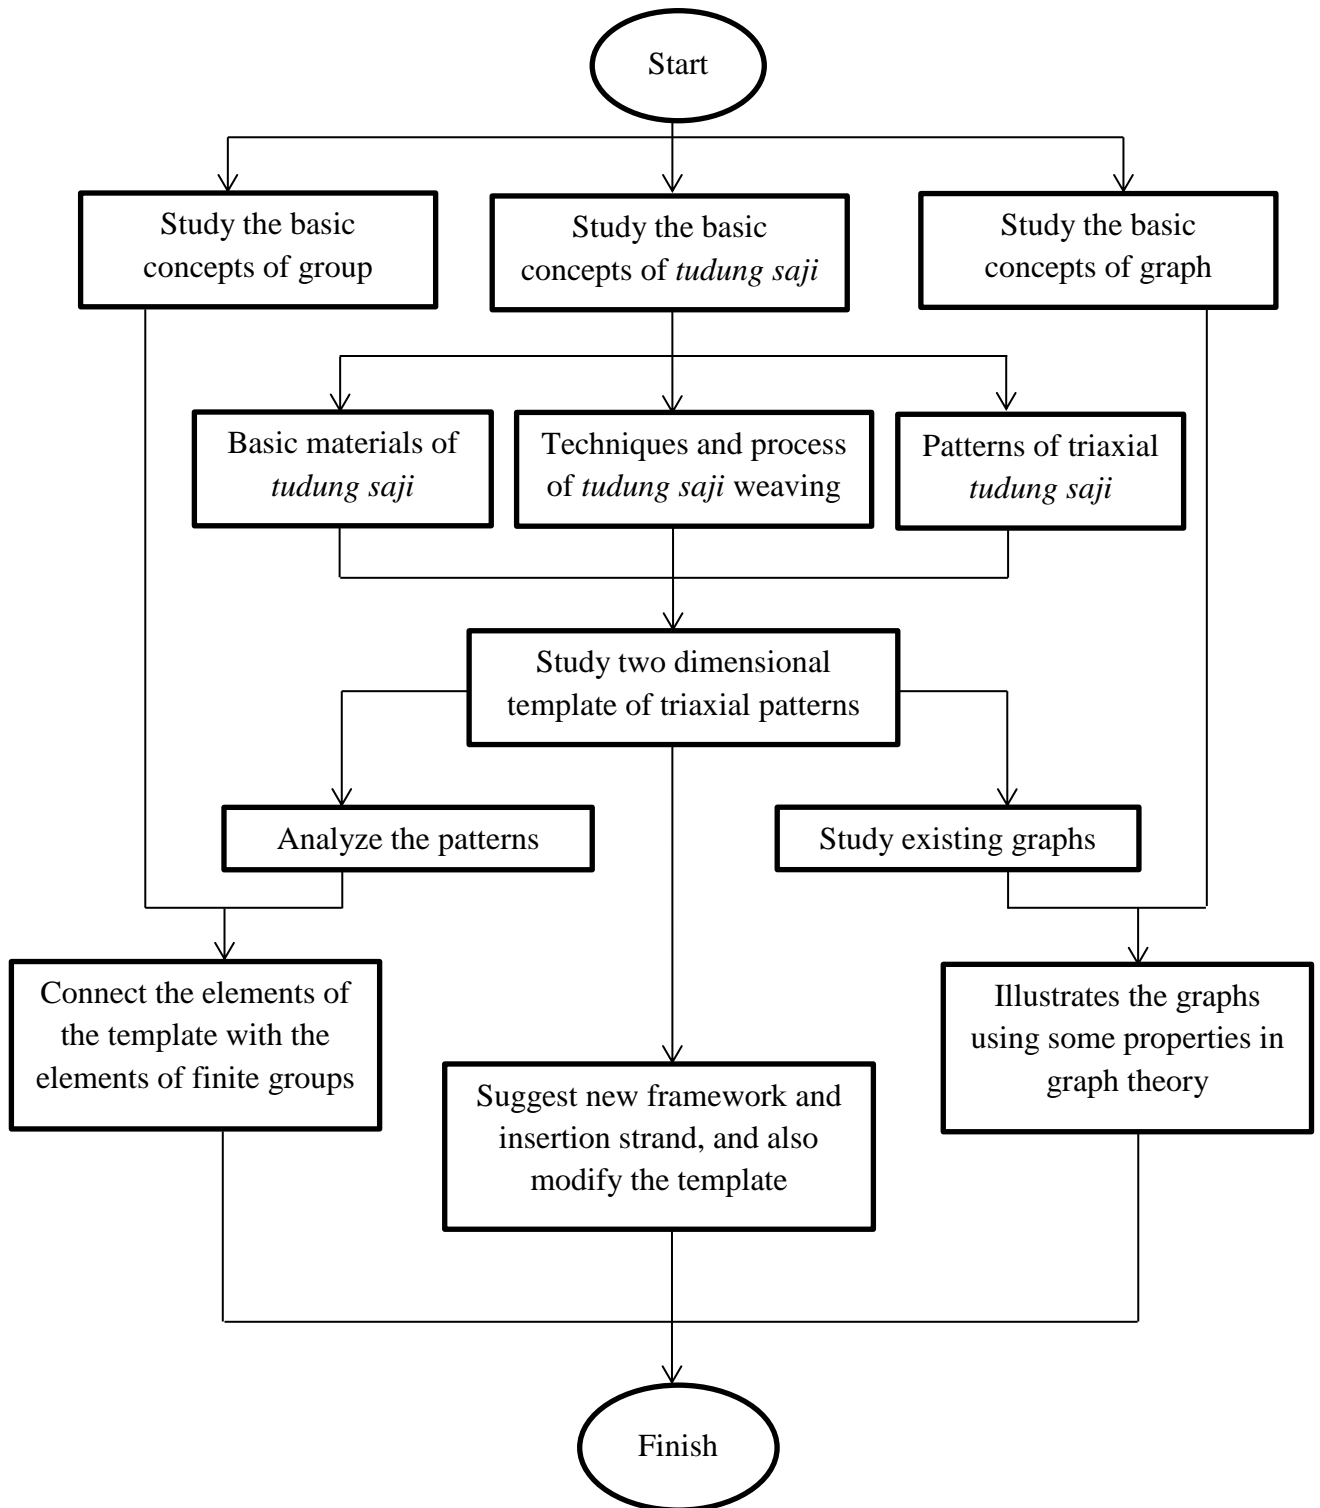 Start
Study the basic
concepts of group
Study the basic
concepts of tudung saji
Study the basic
concepts of graph
Basic materials of
tudung saji
Techniques and process
of tudung saji weaving
Patterns of triaxial
tudung saji
Study two dimensional
template of triaxial patterns
Analyze the patterns
Study existing graphs
Connect the elements of
the template with the
elements of finite groups
Suggest new framework and
insertion strand, and also
modify the template
Illustrates the graphs
using some properties in
graph theory
Finish